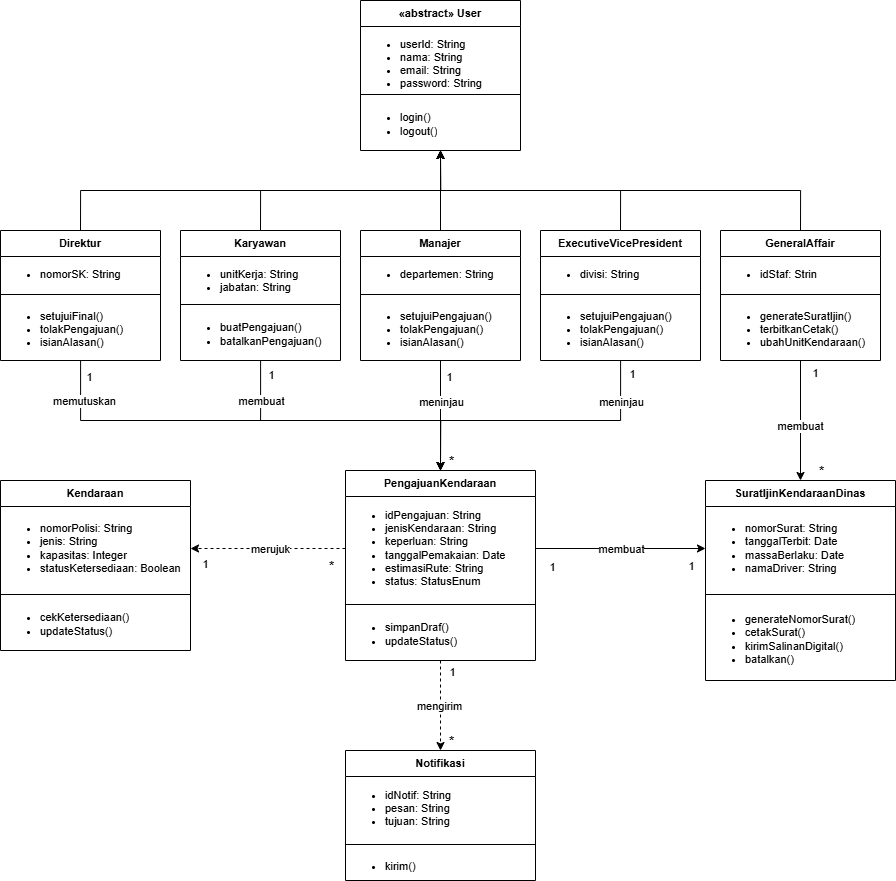 «abstract» User
userId: String
nama: String
email: String
password: String
login()
logout()
Direktur
nomorSK: String
setujuiFinal()
tolakPengajuan()
isianAlasan()
Karyawan
unitKerja: String
jabatan: String
buatPengajuan()
batalkanPengajuan()
Manajer
departemen: String
setujuiPengajuan()
tolakPengajuan()
isianAlasan()
ExecutiveVicePresident
divisi: String
setujuiPengajuan()
tolakPengajuan()
isianAlasan()
GeneralAffair
idStaf: Strin
generateSuratIjin()
terbitkanCetak()
ubahUnitKendaraan()
1
memutuskan
1
membuat
1
meninjau
1
meninjau
1
membuat
*
*
Kendaraan
nomorPolisi: String
jenis: String
kapasitas: Integer
statusKetersediaan: Boolean
cekKetersediaan()
updateStatus()
merujuk
1
*
PengajuanKendaraan
idPengajuan: String
jenisKendaraan: String
keperluan: String
tanggalPemakaian: Date
estimasiRute: String
status: StatusEnum
simpanDraf()
updateStatus()
membuat
1
1
SuratIjinKendaraanDinas
nomorSurat: String
tanggalTerbit: Date
massaBerlaku: Date
namaDriver: String
generateNomorSurat()
cetakSurat()
kirimSalinanDigital()
batalkan()
1
mengirim
*
Notifikasi
idNotif: String
pesan: String
tujuan: String
kirim()